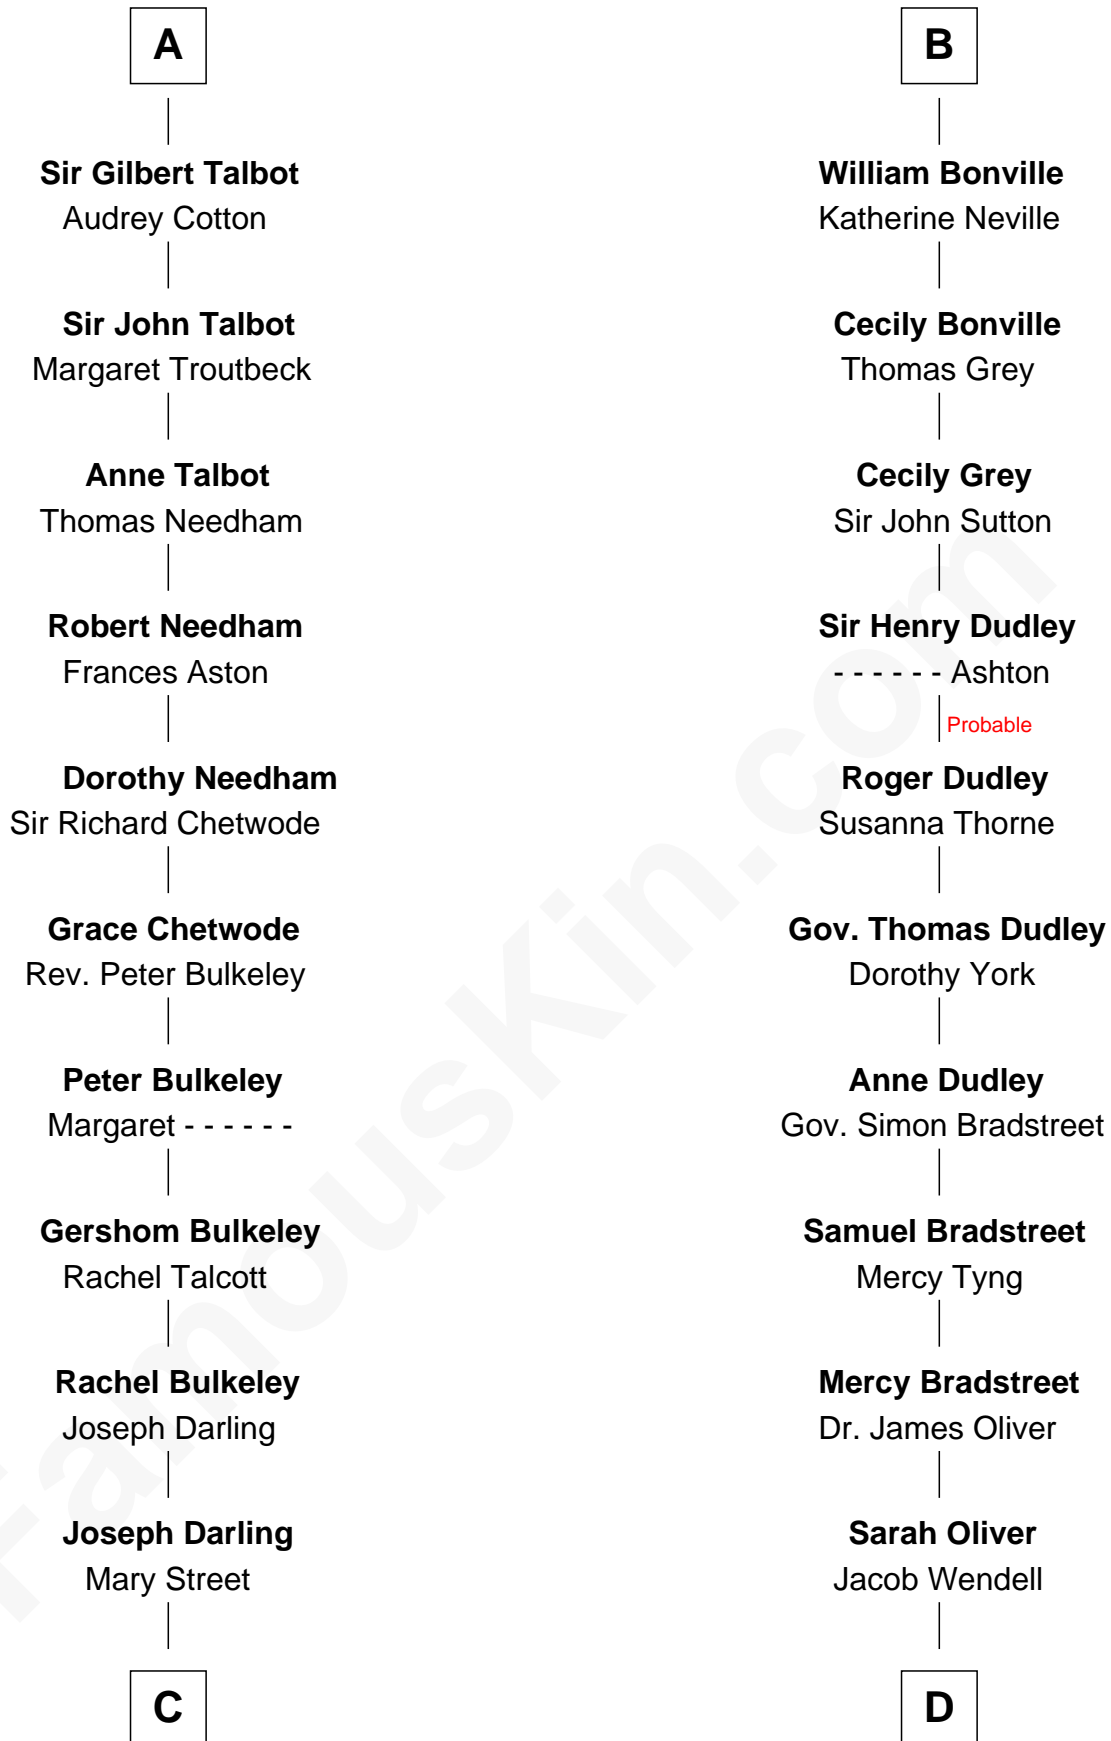 A
Sir Gilbert Talbot
Audrey Cotton
Sir John Talbot
Margaret Troutbeck
Anne Talbot
Thomas Needham
Robert Needham
Frances Aston
Dorothy Needham
Sir Richard Chetwode
Grace Chetwode
Rev. Peter Bulkeley
Peter Bulkeley
Margaret - - - - - -
Gershom Bulkeley
Rachel Talcott
Rachel Bulkeley
Joseph Darling
Joseph Darling
Mary Street
C
B
William Bonville
Katherine Neville
Cecily Bonville
Thomas Grey
Cecily Grey
Sir John Sutton
Sir Henry Dudley
- - - - - - Ashton
Probable
Roger Dudley
Susanna Thorne
Gov. Thomas Dudley
Dorothy York
Anne Dudley
Gov. Simon Bradstreet
Samuel Bradstreet
Mercy Tyng
Mercy Bradstreet
Dr. James Oliver
Sarah Oliver
Jacob Wendell
D
FamousKin.com